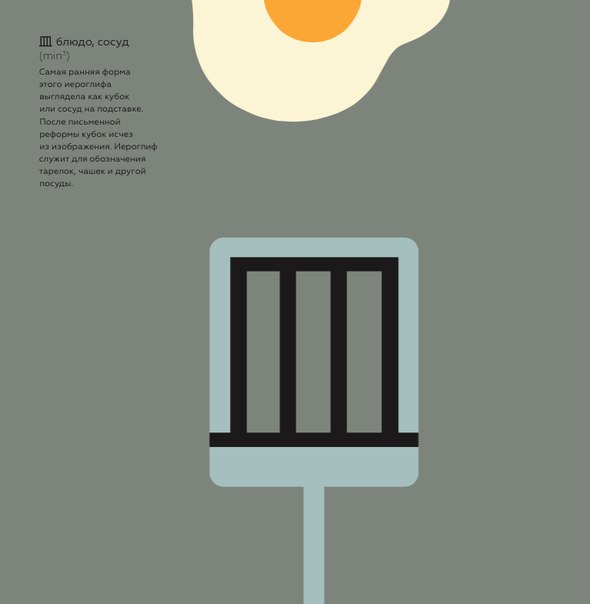 皿 блюдо, сосуд
(min³)
Самая ранняя форма
этого иероглифа
выглядела как кубок
или сосуд на подставке.
После письменной
реформы кубок исчез
из изображения. Иероглиф
служит для обозначения
тарелок, чашек и другой
посуды.
皿